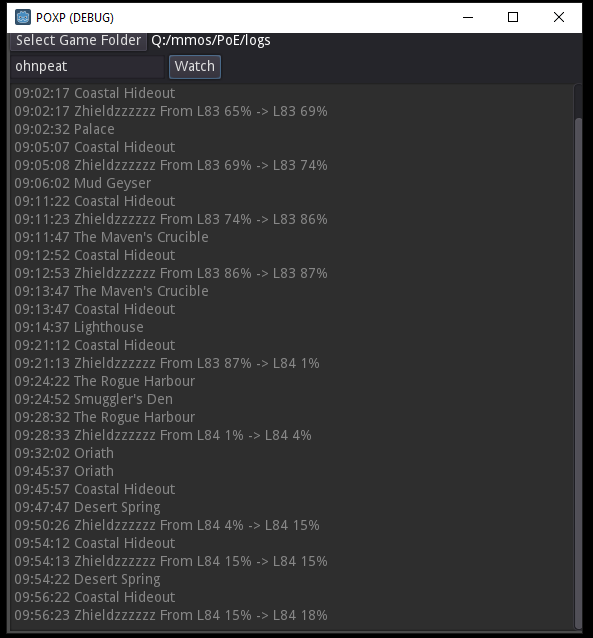 POXP (DEBUG)
Select Game Folder Q:/mmos/PoE/logs
ohnpeat Watch
09:02:17 Coastal Hideout
09:02:17 Zhieldzzzzzz From L83 65% -> L83 69%
09:02:32 Palace
09:05:07 Coastal Hideout
09:05:08 Zhieldzzzzzz From L83 69% -> L83 74%
09:06:02 Mud Geyser
09:11:22 Coastal Hideout
09:11:23 Zhieldzzzzzz From L83 74% -> L83 86%
09:11:47 The Maven's Crucible
09:12:52 Coastal Hideout
09:12:53 Zhieldzzzzzz From L83 86% -> L83 87%
09:13:47 The Maven's Crucible
09:13:47 Coastal Hideout
09:14:37 Lighthouse
09:21:12 Coastal Hideout
09:21:13 Zhieldzzzzzz From L83 87% -> L84 1%
09:24:22 The Rogue Harbour
09:24:52 Smuggler's Den
09:28:32 The Rogue Harbour
09:28:33 Zhieldzzzzzz From L84 1% -> L84 4%
09:32:02 Oriath
09:45:37 Oriath
09:45:57 Coastal Hideout
09:47:47 Desert Spring
09:50:26 Zhieldzzzzzz From L84 4% -> L84 15%
09:54:12 Coastal Hideout
09:54:13 Zhieldzzzzzz From L84 15% -> L84 15%
09:54:22 Desert Spring
09:56:22 Coastal Hideout
09:56:23 Zhieldzzzzzz From L84 15% -> L84 18%